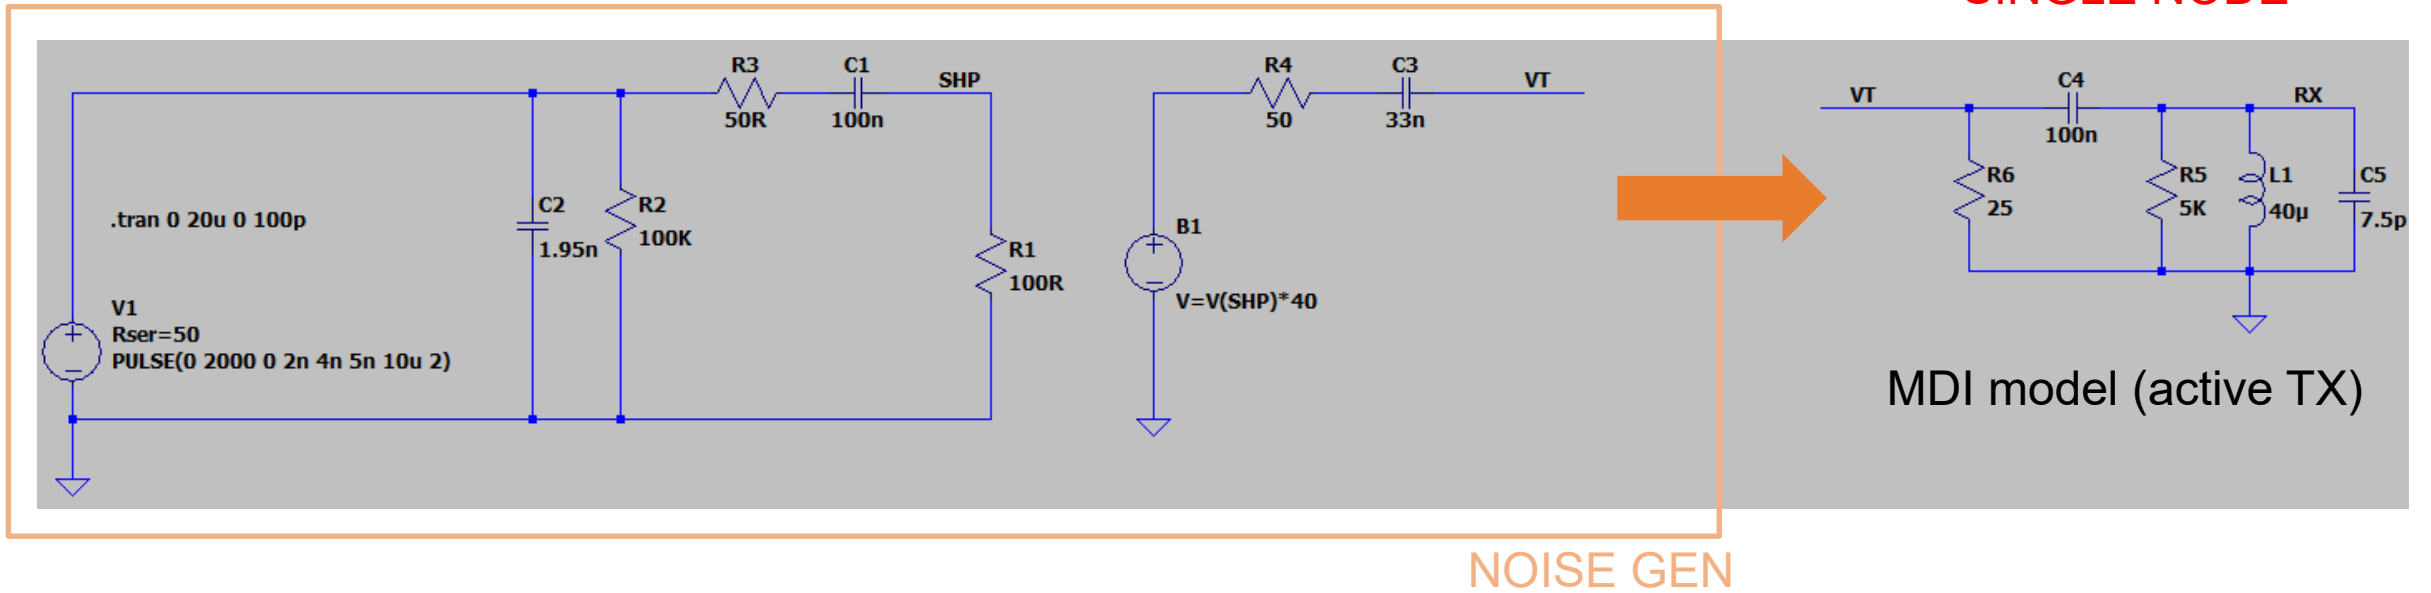 SINGLE NODE
R3
50R
C1
100n
SHP
R4
50
C3
33n
VT
VT
C4
100n
RX
.tran 0 20u 0 100p
C2
1.95n
R2
100K
R1
100R
B1
V=V(SHP)*40
R6
25
R5
5K
L1
40µ
C5
7.5p
V1
Rser=50
PULSE(0 2000 0 2n 4n 5n 10u 2)
MDI model (active TX)
NOISE GEN